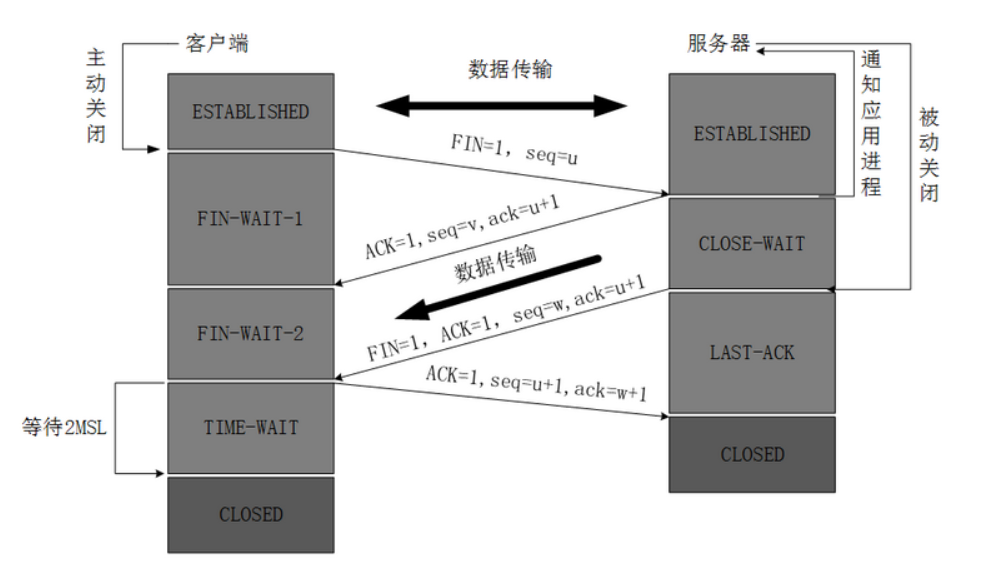 客户端
服务器
主动关闭
数据传输
通知应用进程
被动关闭
ESTABLISHED
ESTABLISHED
FIN=1, seq=u
FIN-WAIT-1
ACK=1,seq=v,ack=u+1
CLOSE-WAIT
数据传输
FIN=1, ACK=1, seq=w,ack=u+1
FIN-WAIT-2
LAST-ACK
ACK=1,seq=u+1,ack=w+1
等待2MSL
TIME-WAIT
CLOSED
CLOSED